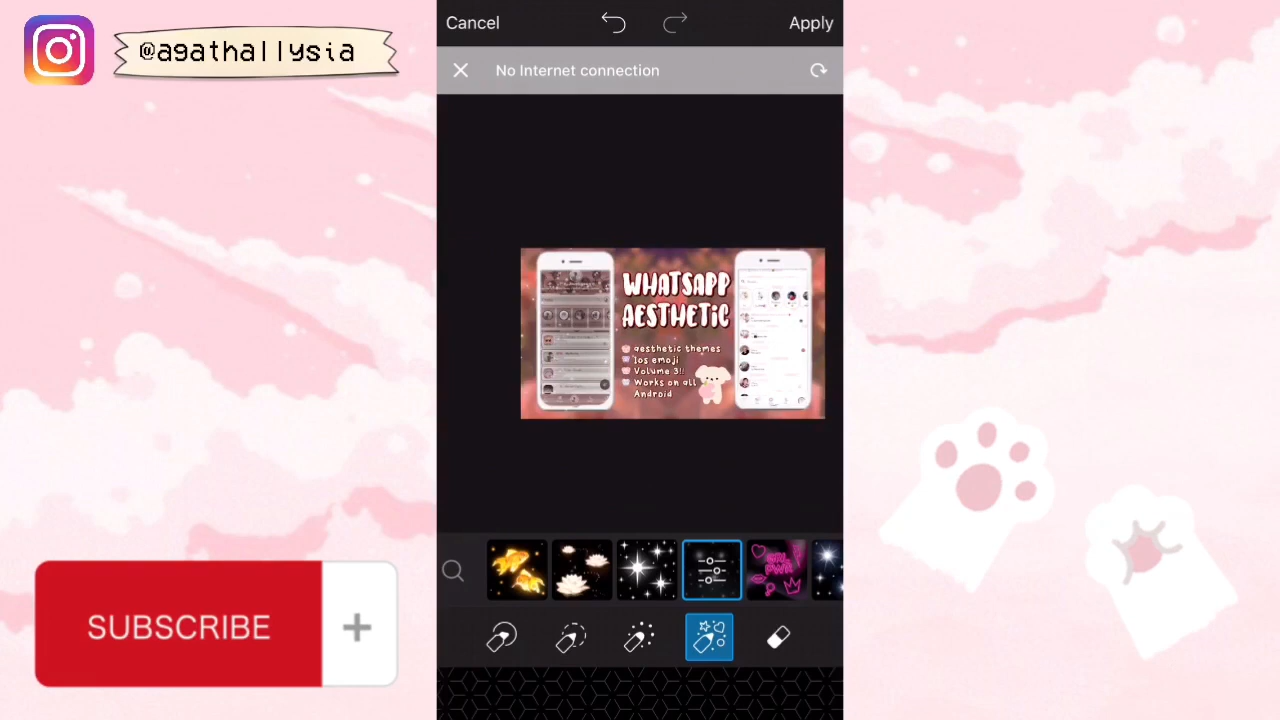 @agathallysia
Cancel
Apply
No Internet connection
WHATSAPP
AESTHETiC
aesthetic themes
ios emoji
Volume 3!!
Works on all
Android
SUBSCRIBE